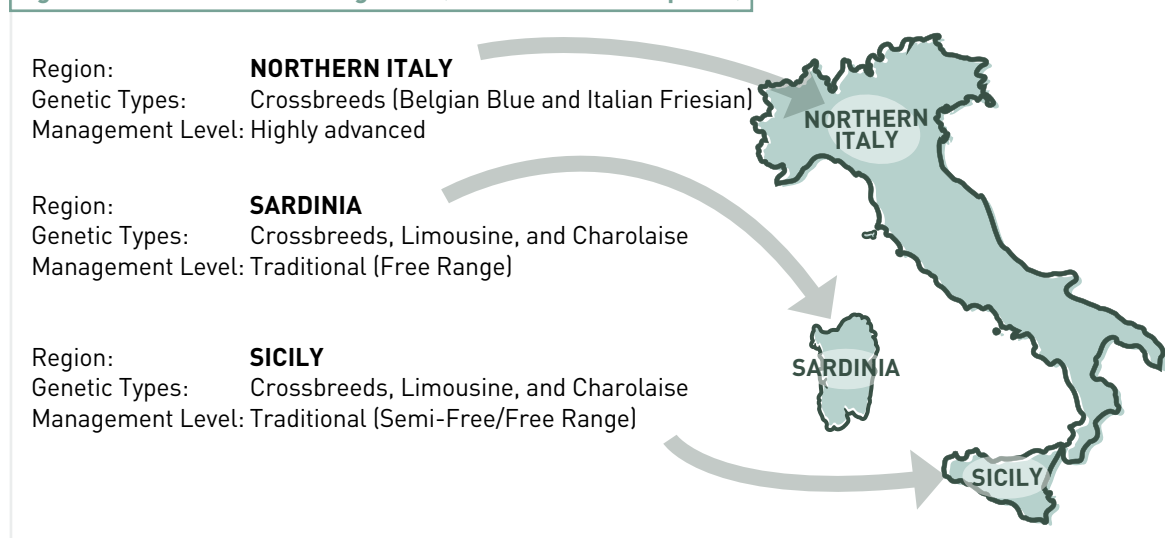 Region: NORTHERN ITALY
Genetic Types: Crossbreeds (Belgian Blue and Italian Friesian)
Management Level: Highly advanced
Region: SARDINIA
Genetic Types: Crossbreeds, Limousine, and Charolaise
Management Level: Traditional (Free Range)
Region: SICILY
Genetic Types: Crossbreeds, Limousine, and Charolaise
Management Level: Traditional (Semi-Free/Free Range)
NORTHERN
ITALY
SARDINIA
SICILY